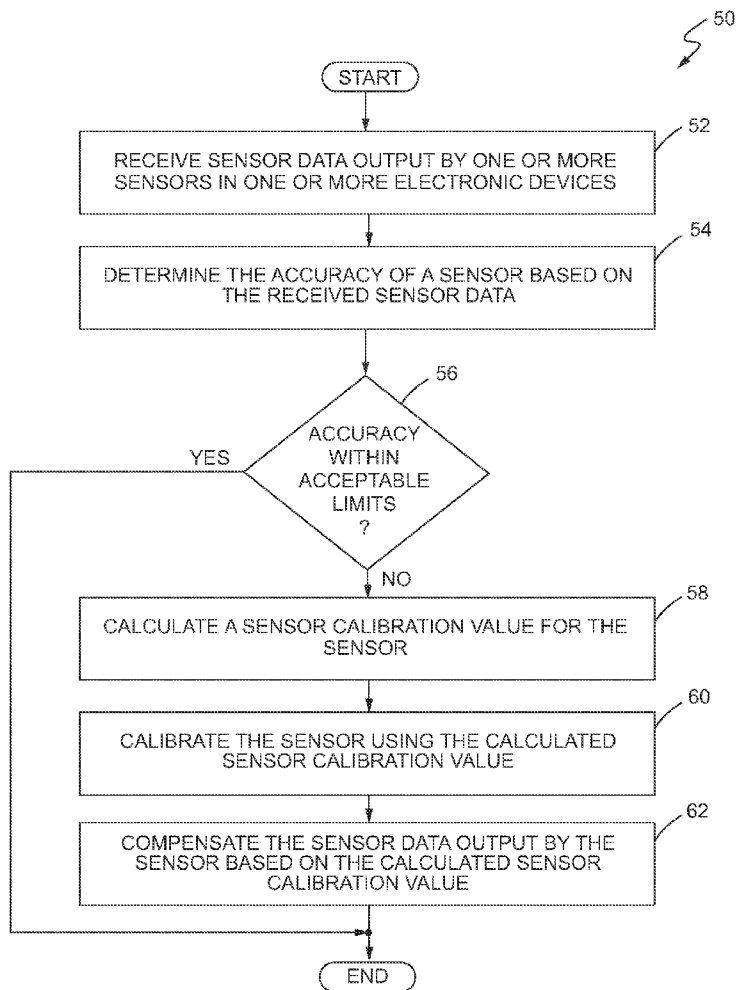 50
START
52
RECEIVE SENSOR DATA OUTPUT BY ONE OR MORE
SENSORS IN ONE OR MORE ELECTRONIC DEVICES
54
DETERMINE THE ACCURACY OF A SENSOR BASED ON
THE RECEIVED SENSOR DATA
56
ACCURACY
WITHIN
ACCEPTABLE
LIMITS
?
YES
NO
58
CALCULATE A SENSOR CALIBRATION VALUE FOR THE
SENSOR
60
CALIBRATE THE SENSOR USING THE CALCULATED
SENSOR CALIBRATION VALUE
62
COMPENSATE THE SENSOR DATA OUTPUT BY THE
SENSOR BASED ON THE CALCULATED SENSOR
CALIBRATION VALUE
END